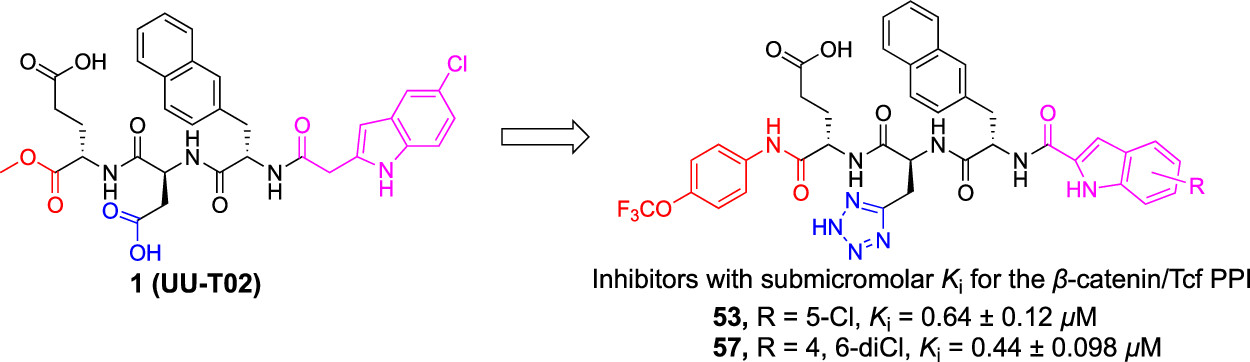 O
OH
O
O
N
H
O
O
OH
H
N
O
N
H
O
N
H
Cl
1 (UU-T02)
F₃CO
H
N
O
O
OH
N
H
O
N
HN
N
N
H
N
O
N
H
O
HN
R
Inhibitors with submicromolar Kᵢ for the β-catenin/Tcf PPI
53, R = 5-Cl, Kᵢ = 0.64 ± 0.12 μM
57, R = 4, 6-diCl, Kᵢ = 0.44 ± 0.098 μM